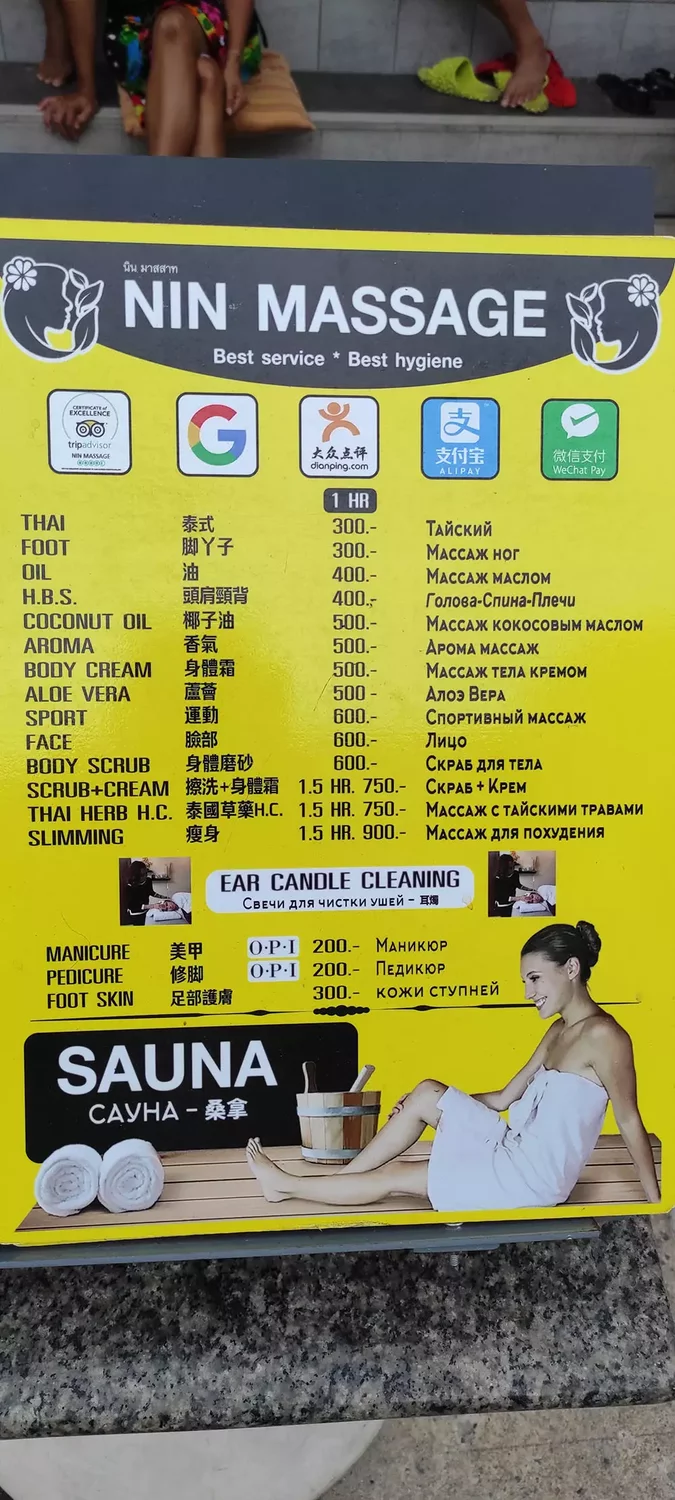 นิน มาสสาท
NIN MASSAGE
Best service * Best hygiene
CERTIFICATE of EXCELLENCE
tripadvisor
NIN MASSAGE
G
大众点评
dianping.com
支
支付宝
ALIPAY
微信支付
WeChat Pay
1 HR
THAI 泰式 300.- Тайский
FOOT 脚丫子 300.- Массаж ног
OIL 油 400.- Массаж маслом
H.B.S. 頭肩頸背 400.- Голова-Спина-Плечи
COCONUT OIL 椰子油 500.- Массаж кокосовым маслом
AROMA 香氣 500.- Арома массаж
BODY CREAM 身體霜 500.- Массаж тела кремом
ALOE VERA 蘆薈 500 - Алоэ Вера
SPORT 運動 600.- Спортивный массаж
FACE 臉部 600.- Лицо
BODY SCRUB 身體磨砂 600.- Скраб для тела
SCRUB+CREAM 擦洗+身體霜 1.5 HR. 750.- Скраб + Крем
THAI HERB H.C. 泰國草藥H.C. 1.5 HR. 750.- Массаж с тайскими травами
SLIMMING 瘦身 1.5 HR. 900.- Массаж для похудения
EAR CANDLE CLEANING
Свечи для чистки ушей - 耳燭
MANICURE 美甲 O·P·I 200.- Маникюр
PEDICURE 修脚 O·P·I 200.- Педикюр
FOOT SKIN 足部護膚 300.- кожи ступней
SAUNA
САУНА - 桑拿